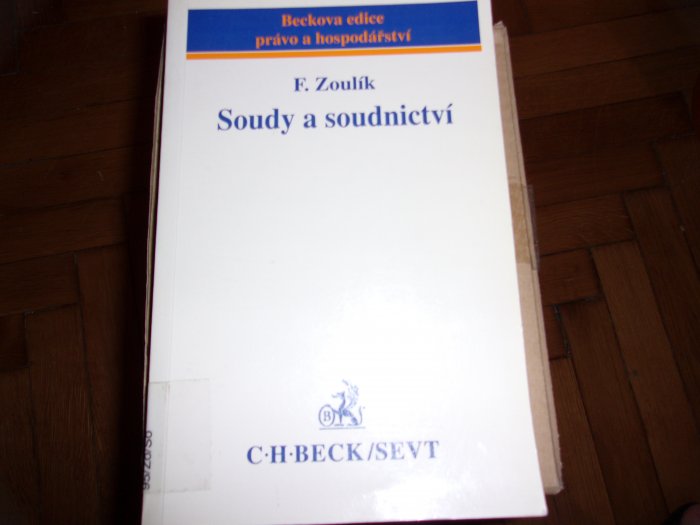 Beckova edice
právo a hospodářství
F. Zoulík
Soudy a soudnictví
B
C·H·BECK/SEVT